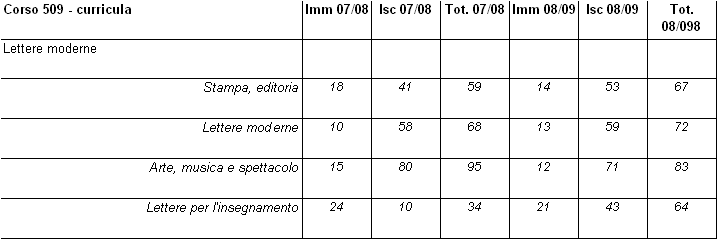 Corso 509 - curricula Imm 07/08 Isc 07/08 Tot. 07/08 Imm 08/09 Isc 08/09 Tot. 08/098
Lettere moderne
Stampa, editoria 18 41 59 14 53 67
Lettere moderne 10 58 68 13 59 72
Arte, musica e spettacolo 15 80 95 12 71 83
Lettere per l'insegnamento 24 10 34 21 43 64